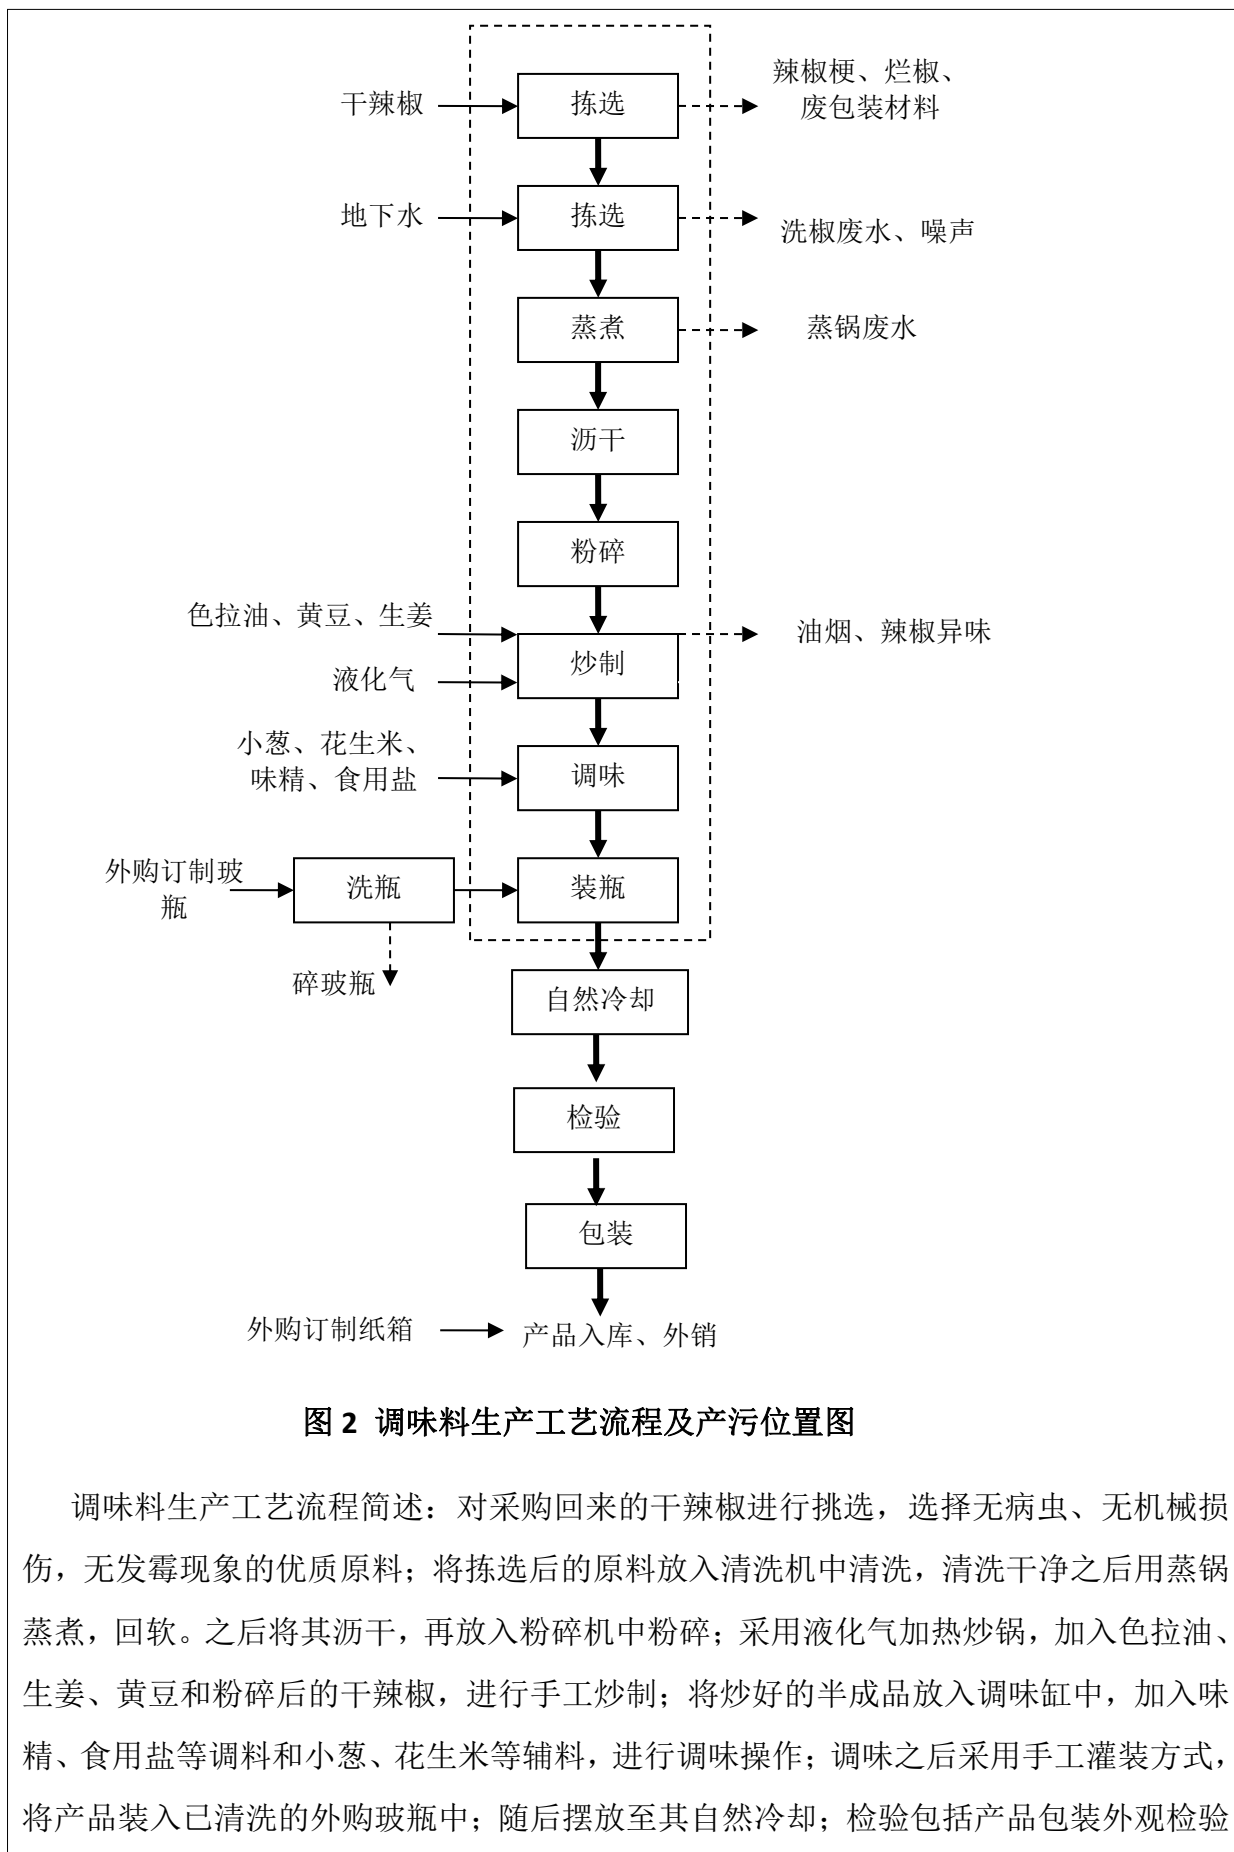 干辣椒
拣选
辣椒梗、烂椒、
废包装材料
地下水
拣选
洗椒废水、噪声
蒸煮
蒸锅废水
沥干
粉碎
色拉油、黄豆、生姜
炒制
油烟、辣椒异味
液化气
小葱、花生米、
味精、食用盐
调味
外购订制玻
瓶
洗瓶
装瓶
碎玻瓶
自然冷却
检验
包装
外购订制纸箱
产品入库、外销
图 2 调味料生产工艺流程及产污位置图
调味料生产工艺流程简述：对采购回来的干辣椒进行挑选，选择无病虫、无机械损
伤，无发霉现象的优质原料；将拣选后的原料放入清洗机中清洗，清洗干净之后用蒸锅
蒸煮，回软。之后将其沥干，再放入粉碎机中粉碎；采用液化气加热炒锅，加入色拉油、
生姜、黄豆和粉碎后的干辣椒，进行手工炒制；将炒好的半成品放入调味缸中，加入味
精、食用盐等调料和小葱、花生米等辅料，进行调味操作；调味之后采用手工灌装方式，
将产品装入已清洗的外购玻瓶中；随后摆放至其自然冷却；检验包括产品包装外观检验